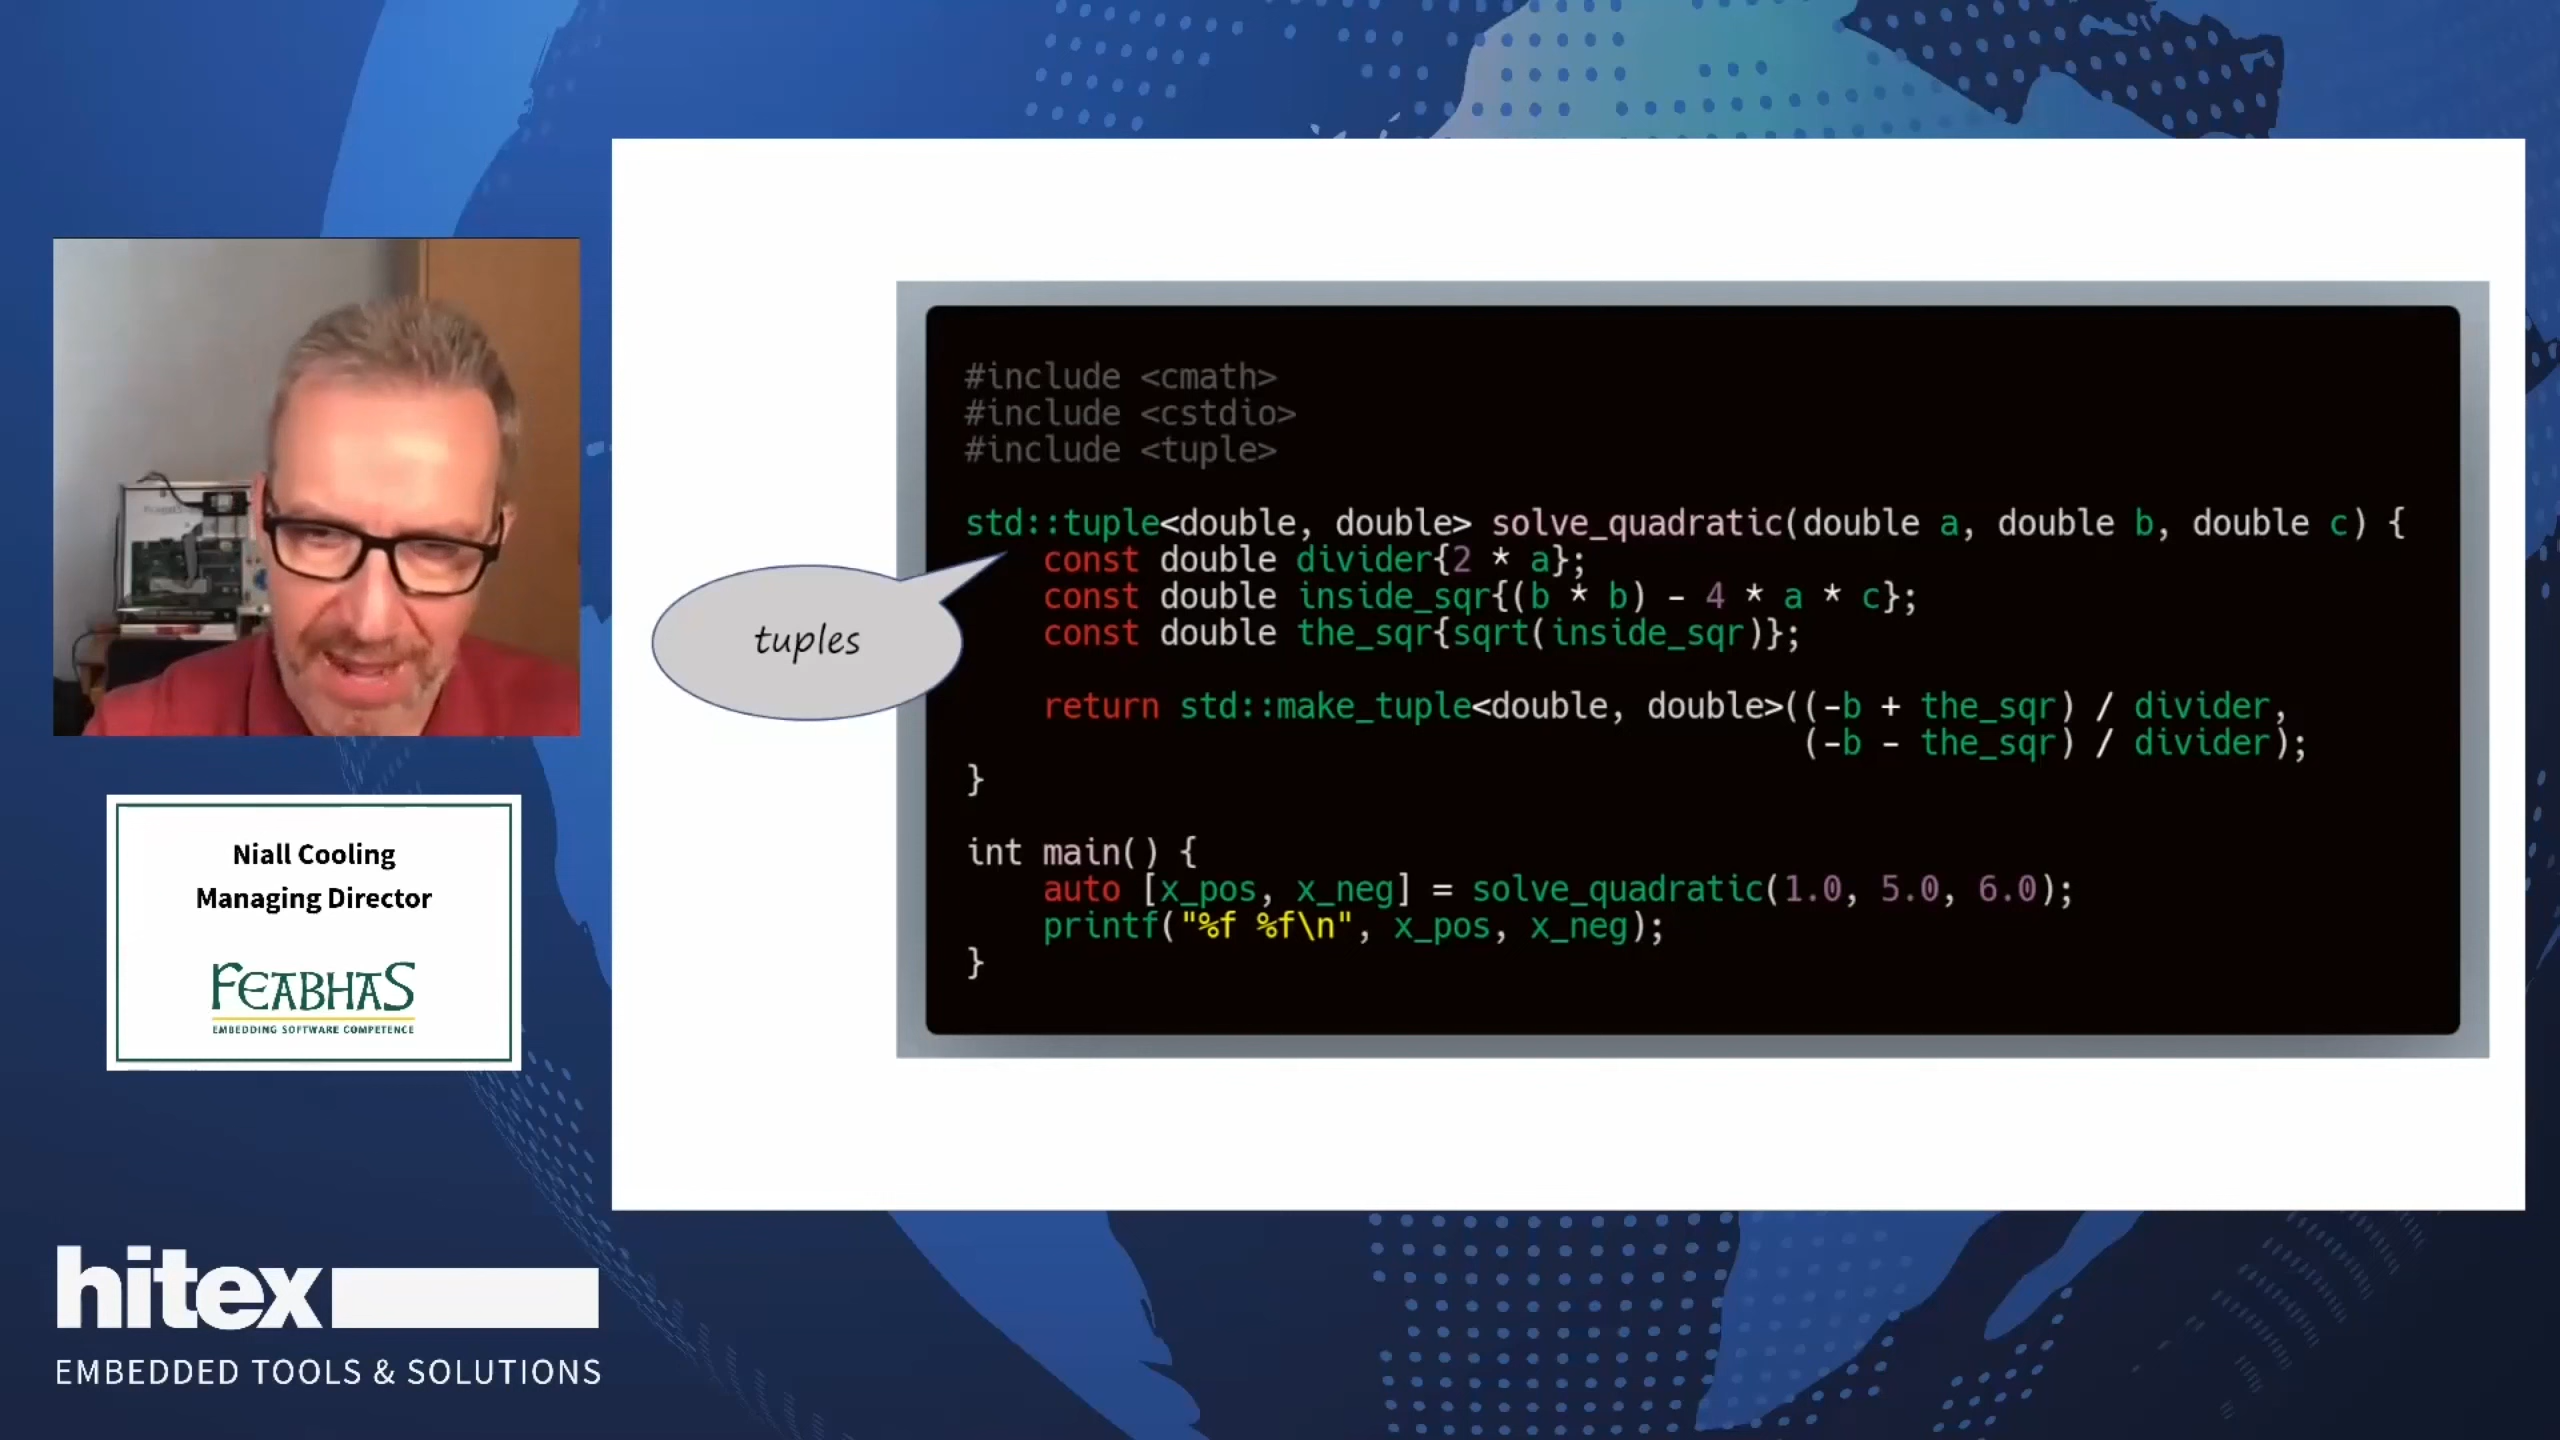 #include <cmath>
#include <cstdio>
#include <tuple>
std::tuple<double, double> solve_quadratic(double a, double b, double c) {
    const double divider{2 * a};
    const double inside_sqr{(b * b) - 4 * a * c};
    const double the_sqr{sqrt(inside_sqr)};
    return std::make_tuple<double, double>((-b + the_sqr) / divider,
                                           (-b - the_sqr) / divider);
}
int main() {
    auto [x_pos, x_neg] = solve_quadratic(1.0, 5.0, 6.0);
    printf("%f %f\n", x_pos, x_neg);
}
tuples
Niall Cooling
Managing Director
FEABHAS
EMBEDDING SOFTWARE COMPETENCE
hitex
EMBEDDED TOOLS & SOLUTIONS